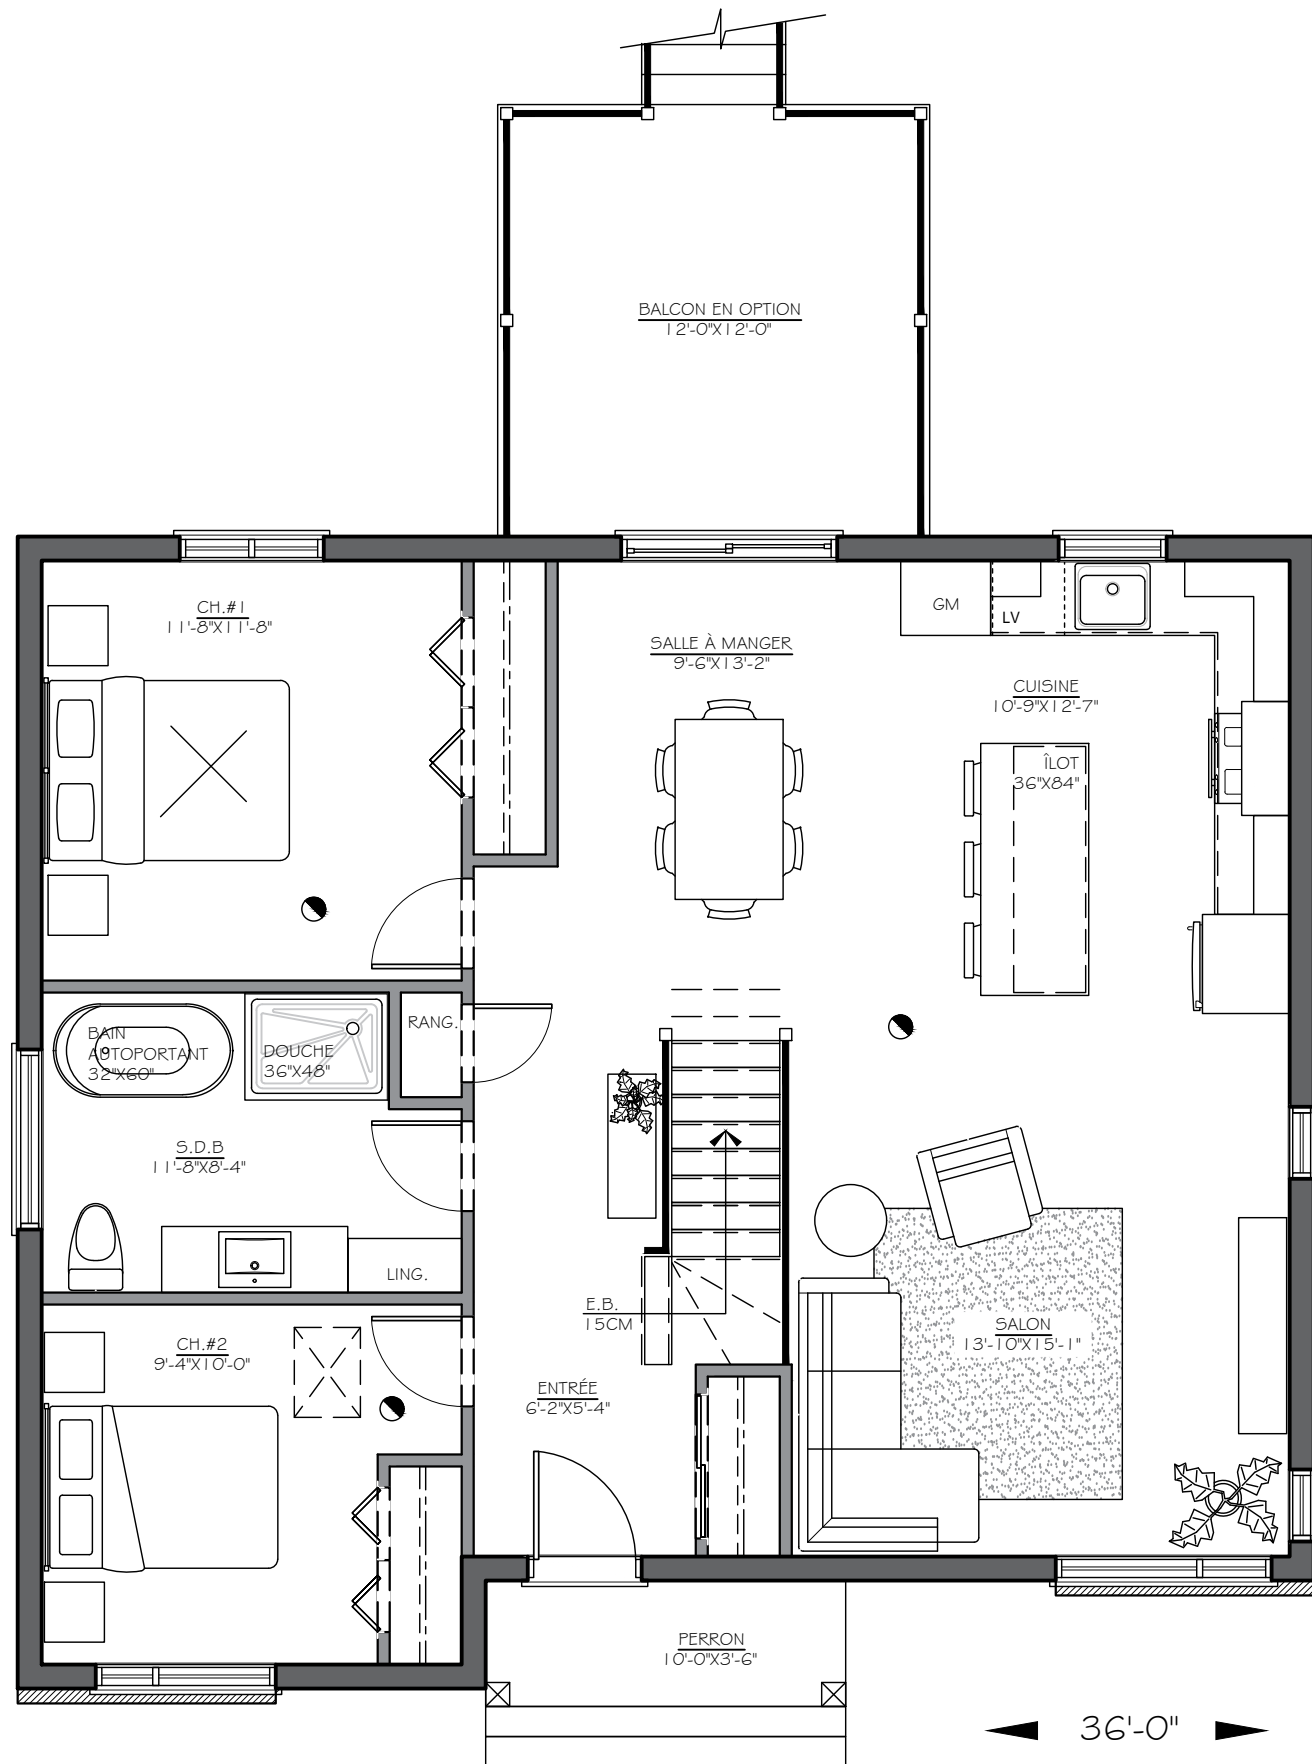 BALCON EN OPTION
12'-0"X12'-0"
CH.#1
11'-8"X11'-8"
GM
LV
SALLE À MANGER
9'-6"X13'-2"
CUISINE
10'-9"X12'-7"
ÎLOT
36"X84"
BAIN
AUTOPORTANT
32"X60"
DOUCHE
36"X48"
RANG.
S.D.B
11'-8"X8'-4"
LING.
E.B.
15CM
CH.#2
9'-4"X10'-0"
SALON
13'-10"X15'-1"
ENTRÉE
6'-2"X5'-4"
PERRON
10'-0"X3'-6"
36'-0"